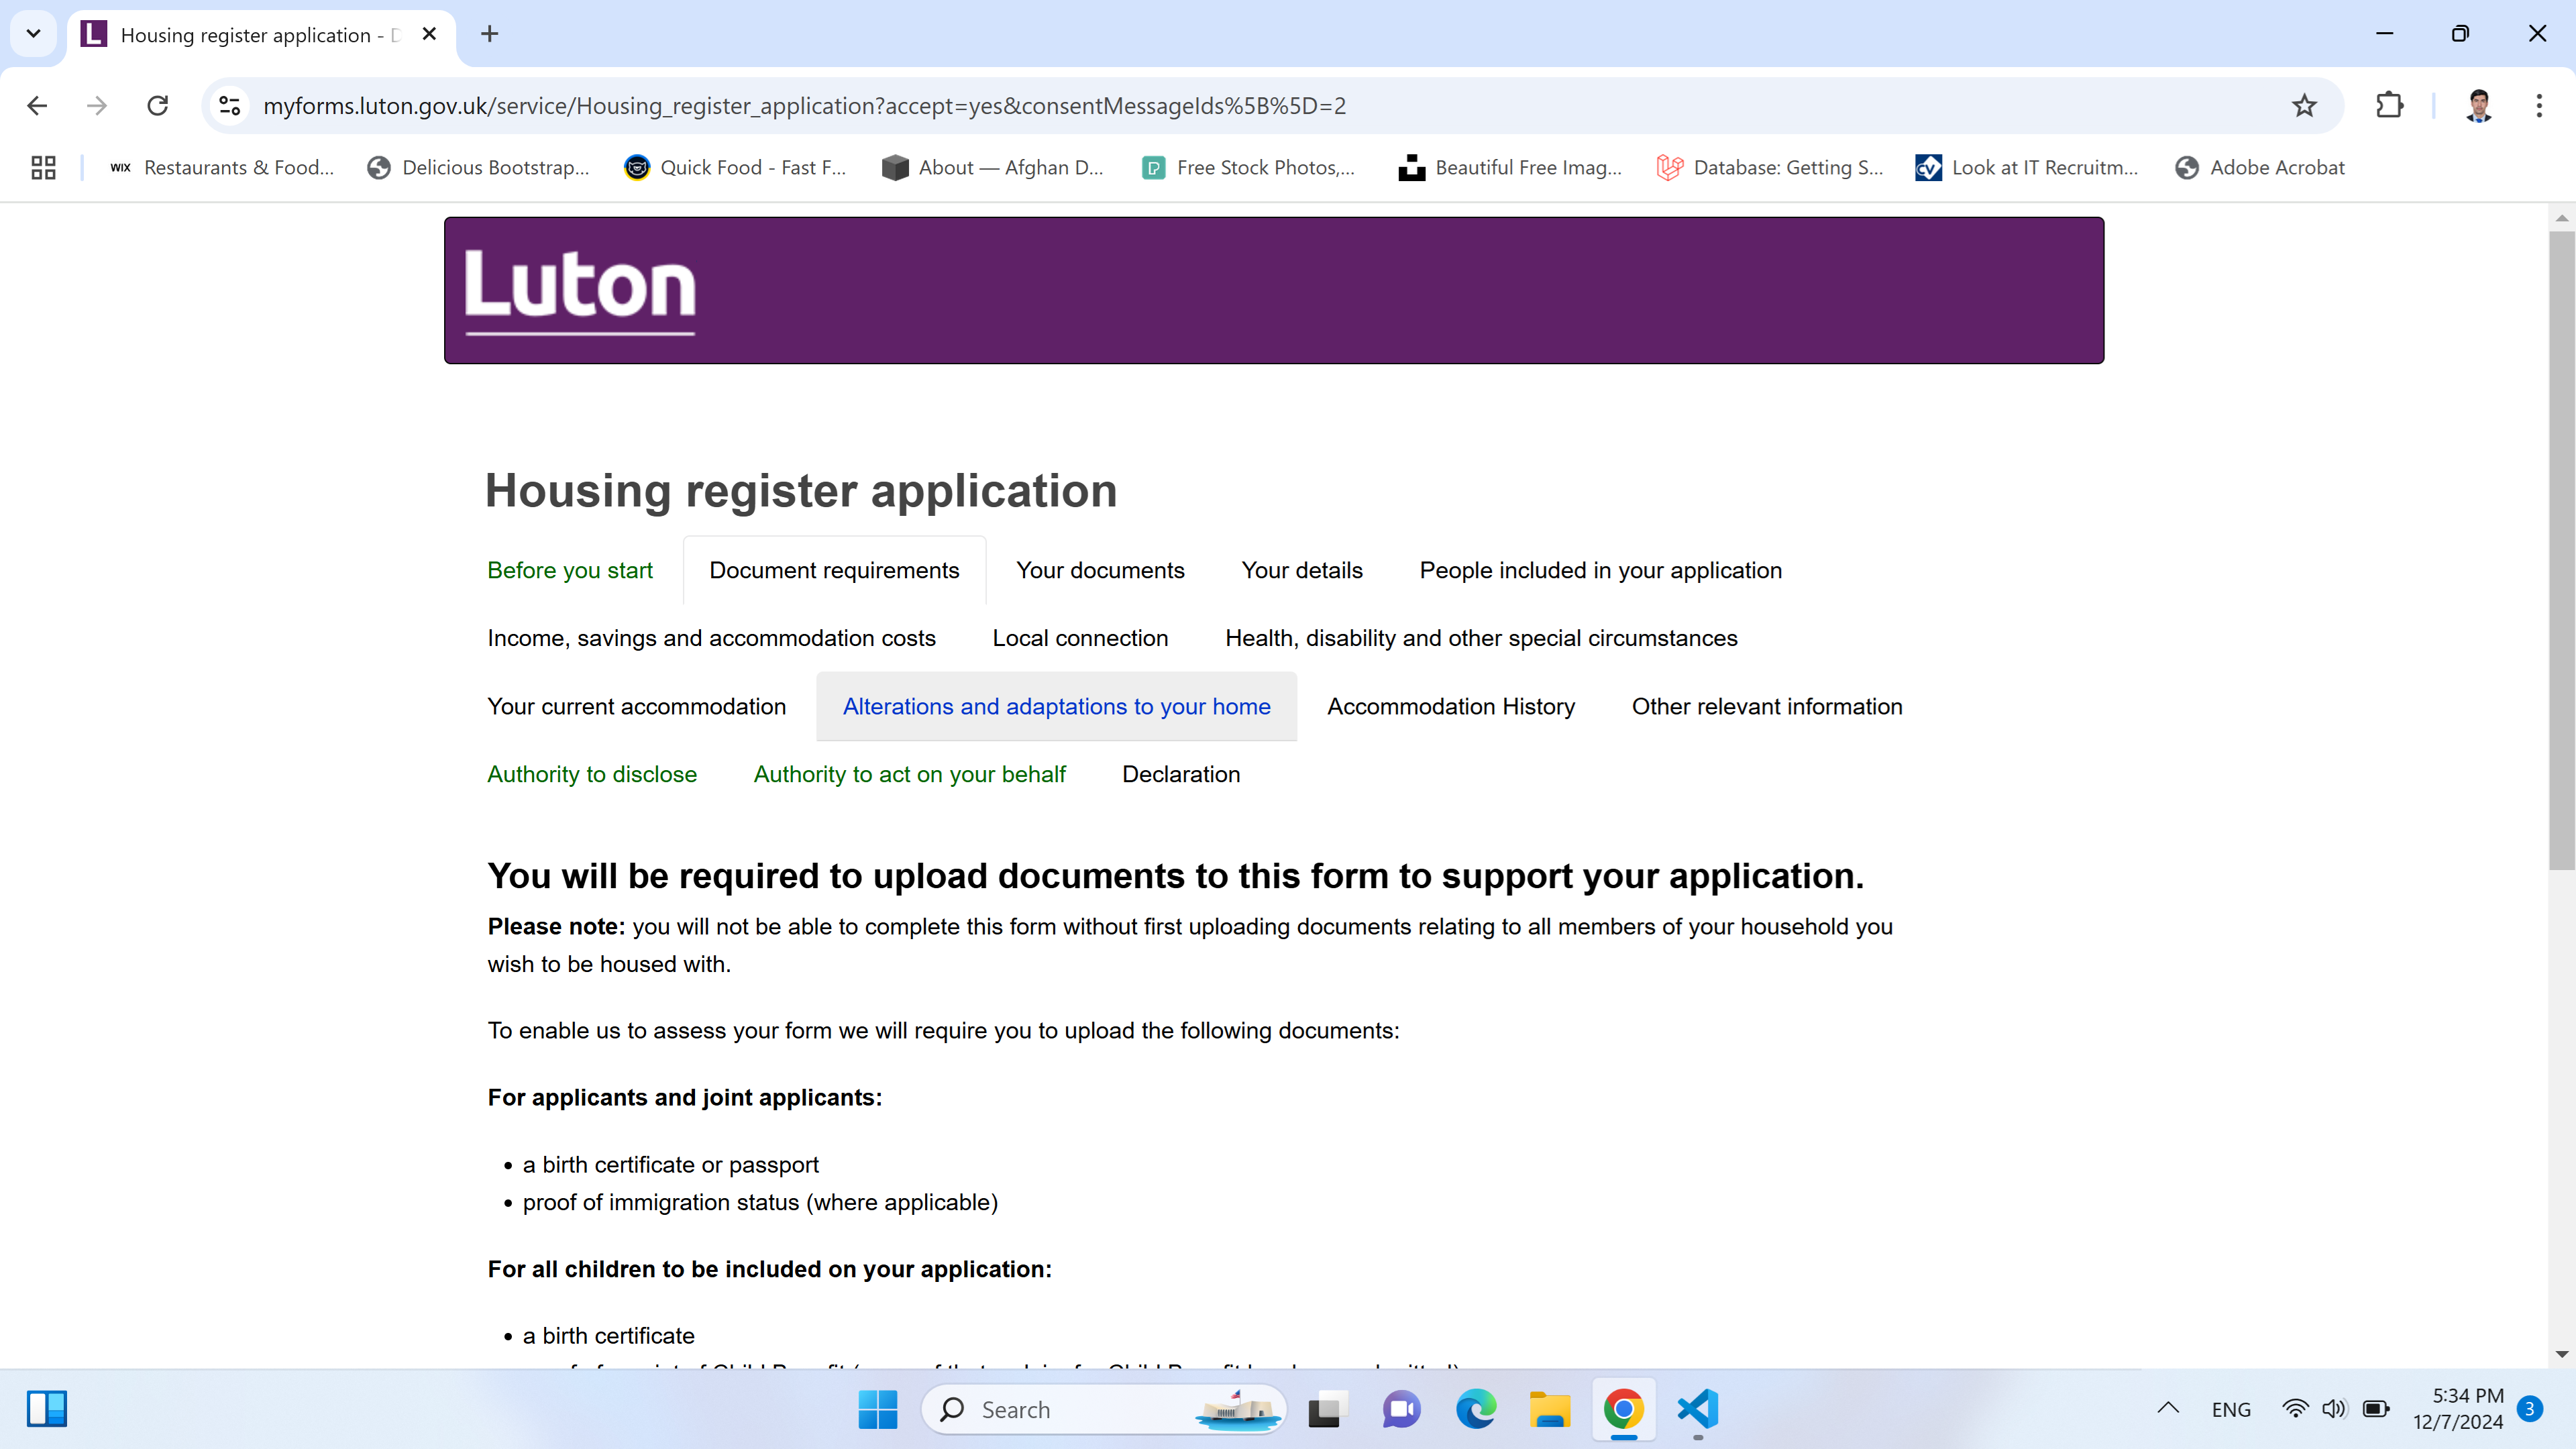 Housing register application - D
myforms.luton.gov.uk/service/Housing_register_application?accept=yes&consentMessageIds%5B%5D=2
WIX Restaurants & Food... Delicious Bootstrap... Quick Food - Fast F... About — Afghan D... Free Stock Photos,... Beautiful Free Imag... Database: Getting S... CV Look at IT Recruitm... Adobe Acrobat
Luton
Housing register application
Before you start Document requirements Your documents Your details People included in your application
Income, savings and accommodation costs Local connection Health, disability and other special circumstances
Your current accommodation Alterations and adaptations to your home Accommodation History Other relevant information
Authority to disclose Authority to act on your behalf Declaration
You will be required to upload documents to this form to support your application.
Please note: you will not be able to complete this form without first uploading documents relating to all members of your household you
wish to be housed with.
To enable us to assess your form we will require you to upload the following documents:
For applicants and joint applicants:
• a birth certificate or passport
• proof of immigration status (where applicable)
For all children to be included on your application:
• a birth certificate
Search
ENG
5:34 PM
12/7/2024
3